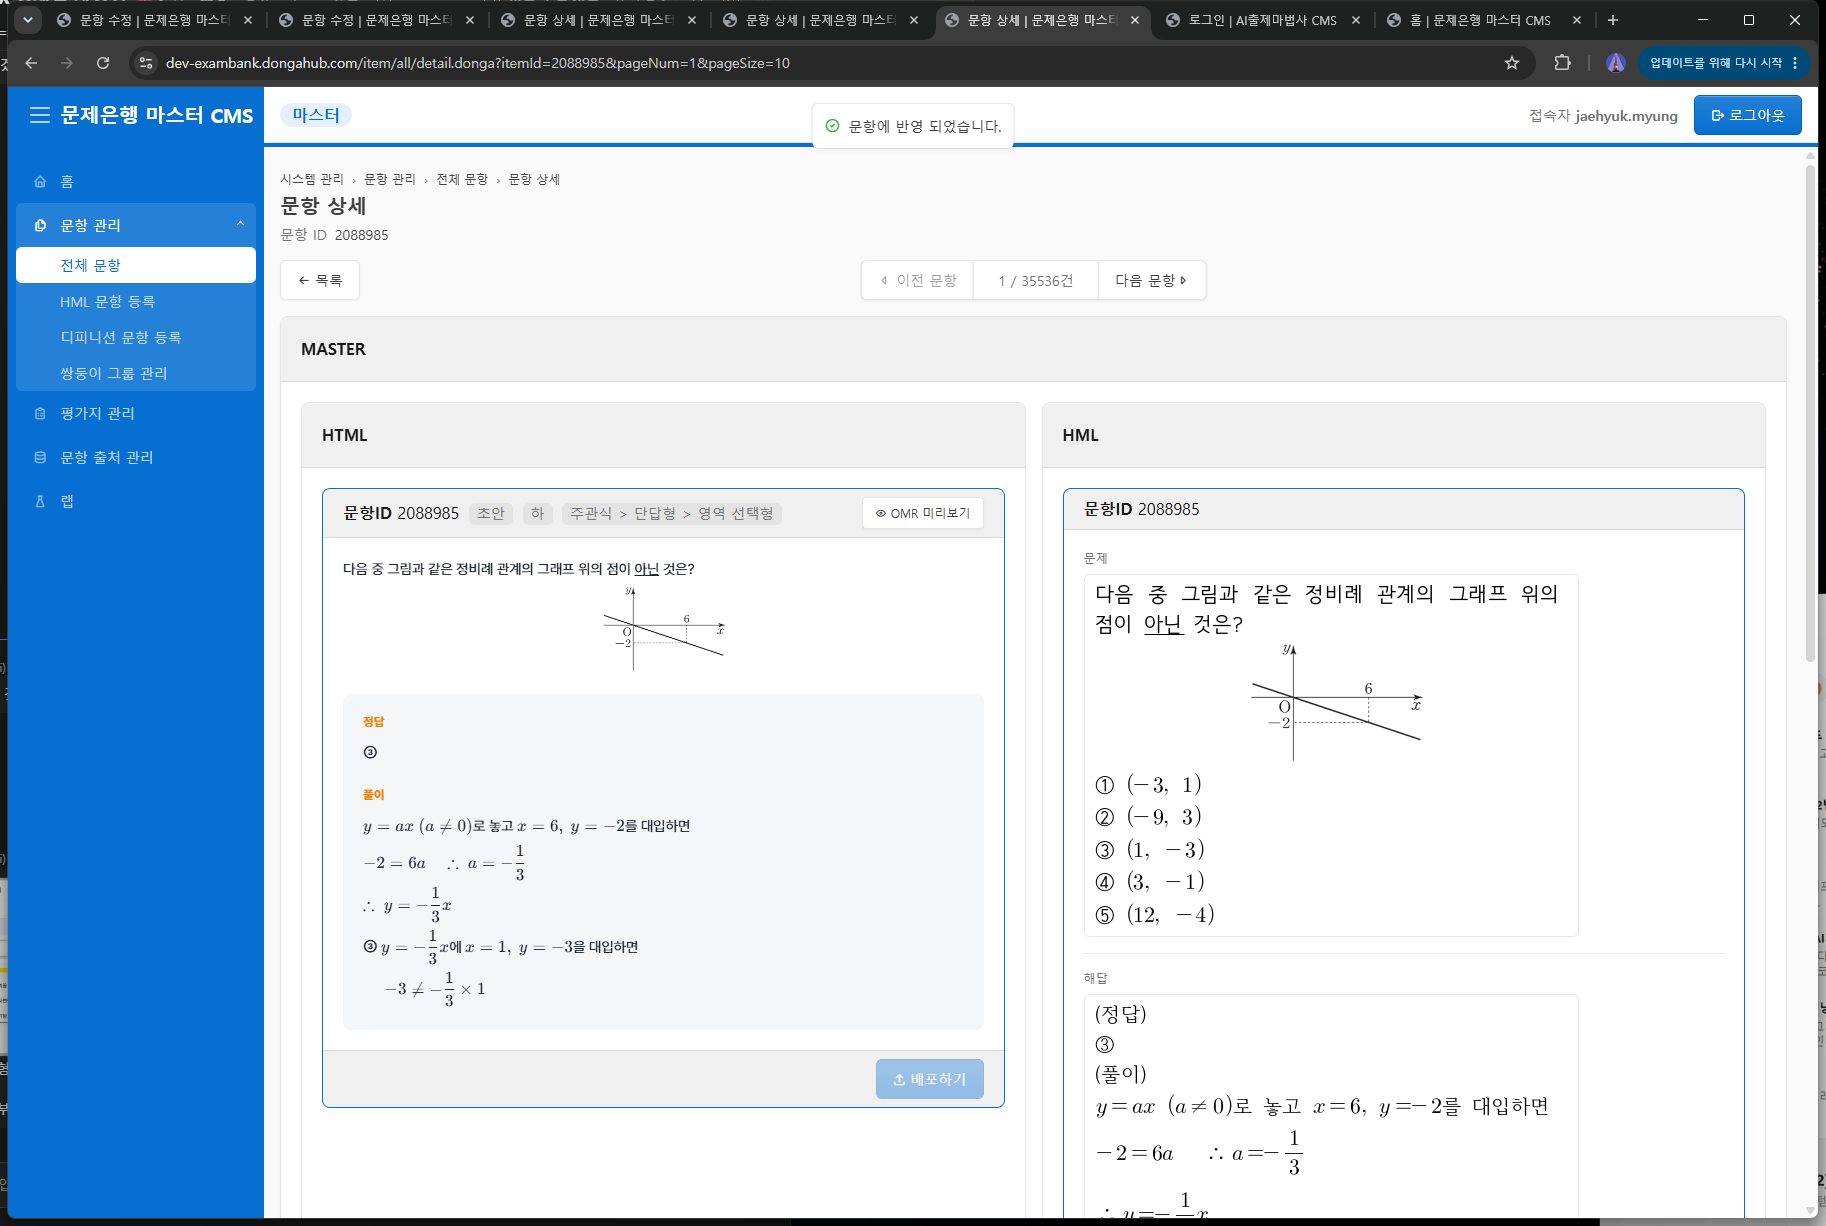 문항 수정 | 문제은행 마스터
문항 수정 | 문제은행 마스터
문항 상세 | 문제은행 마스터
문항 상세 | 문제은행 마스터
문항 상세 | 문제은행 마스터
로그인 | AI출제마법사 CMS
홈 | 문제은행 마스터 CMS
dev-exambank.dongahub.com/item/all/detail.donga?itemId=2088985&pageNum=1&pageSize=10
업데이트를 위해 다시 시작
문제은행 마스터 CMS
마스터
문항에 반영 되었습니다.
접속자 jaehyuk.myung
로그아웃
홈
문항 관리
전체 문항
HML 문항 등록
디피니션 문항 등록
쌍둥이 그룹 관리
평가지 관리
문항 출처 관리
랩
시스템 관리 › 문항 관리 › 전체 문항 › 문항 상세
문항 상세
문항 ID 2088985
← 목록
이전 문항
1 / 35536건
다음 문항
MASTER
HTML
문항ID 2088985 초안 하 주관식 > 단답형 > 영역 선택형
OMR 미리보기
다음 중 그림과 같은 정비례 관계의 그래프 위의 점이 아닌 것은?
y
6
O
x
−2
정답
③
풀이
y = ax (a ≠ 0)로 놓고 x = 6, y = −2를 대입하면
−2 = 6a ∴ a = −1/3
∴ y = −1/3x
③ y = −1/3x에 x = 1, y = −3을 대입하면
−3 ≠ −1/3 × 1
배포하기
HML
문항ID 2088985
문제
다음 중 그림과 같은 정비례 관계의 그래프 위의
점이 아닌 것은?
y
6
O
x
−2
① (−3, 1)
② (−9, 3)
③ (1, −3)
④ (3, −1)
⑤ (12, −4)
해답
(정답)
③
(풀이)
y=ax (a≠0)로 놓고 x=6, y=−2를 대입하면
−2=6a ∴ a=−1/3
∴ y=−1/3x